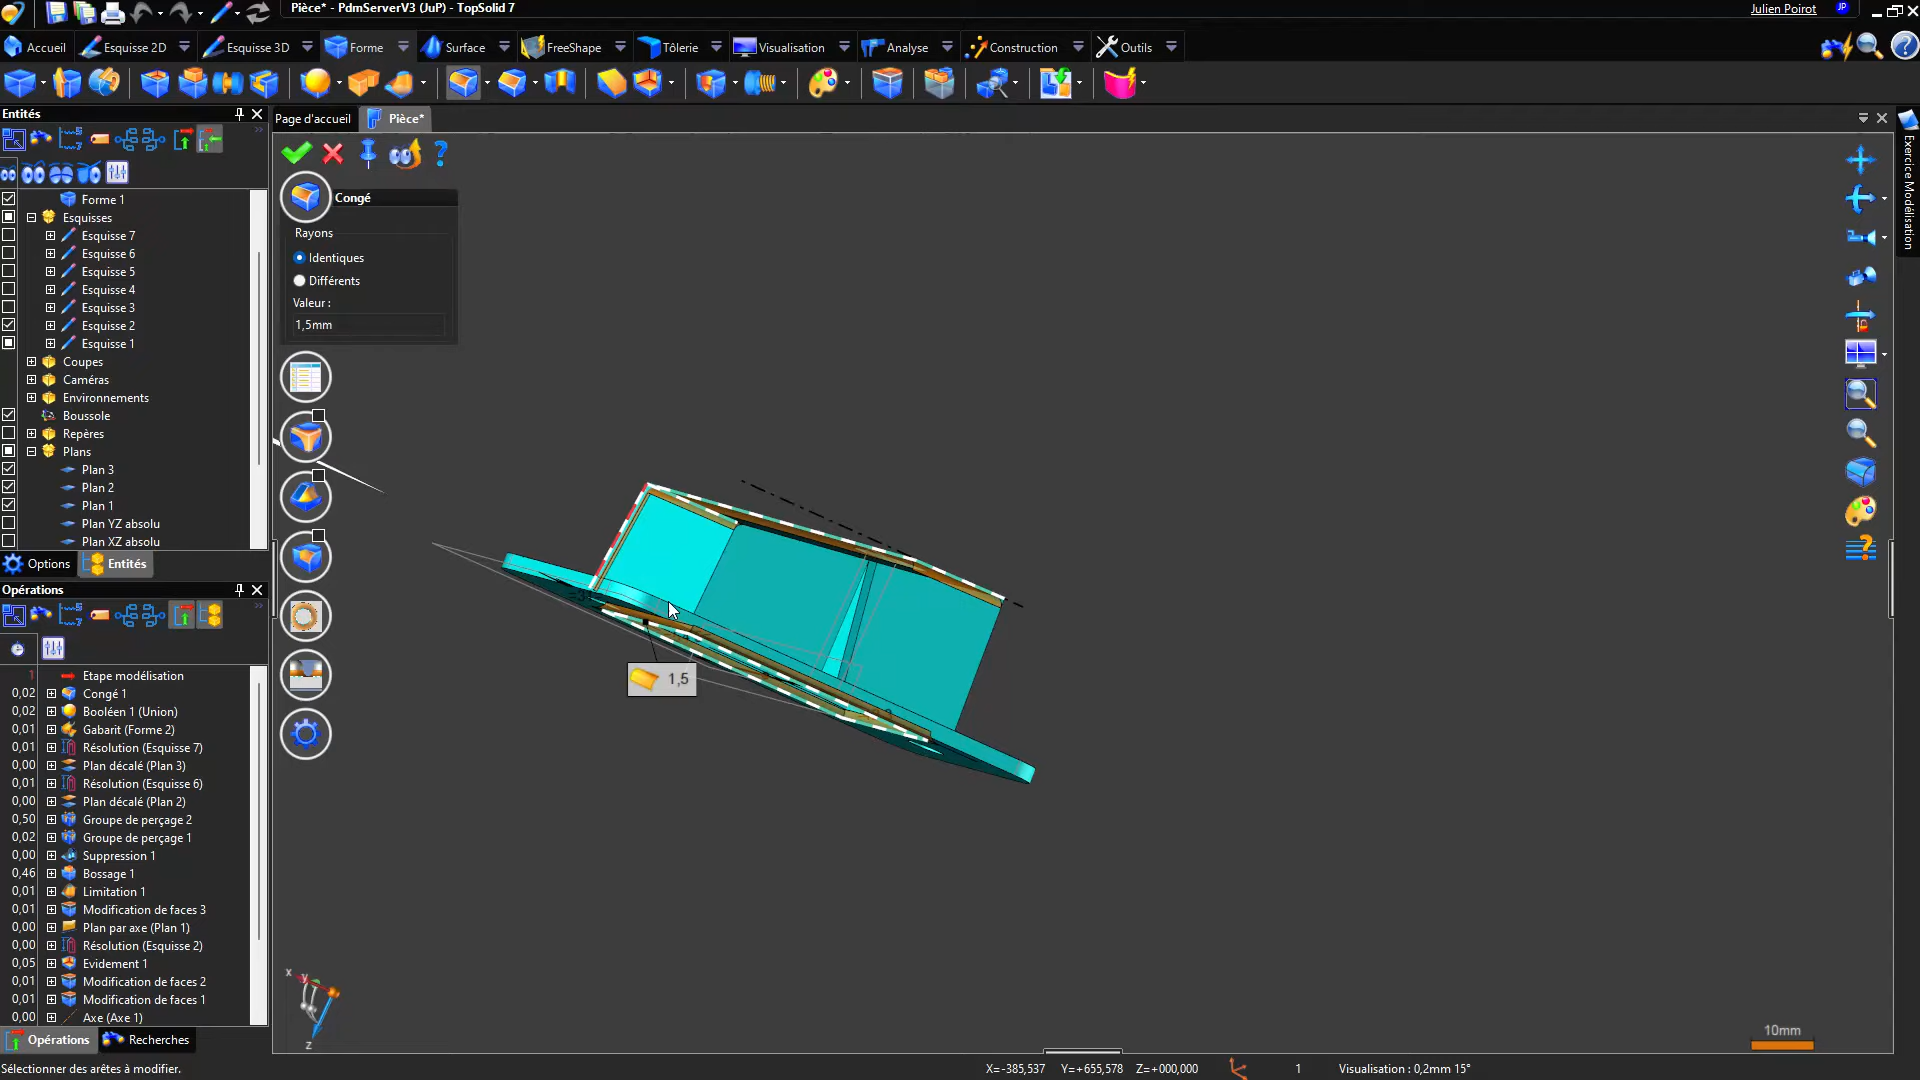 Pièce* - PdmServerV3 (JuP) - TopSolid 7
Julien Poirot
JP
Accueil
Esquisse 2D
Esquisse 3D
Forme
Surface
FreeShape
Tôlerie
Visualisation
Analyse
Construction
Outils
Entités
Page d'accueil
Pièce*
Exercice Modélisation
Forme 1
Esquisses
Esquisse 7
Esquisse 6
Esquisse 5
Esquisse 4
Esquisse 3
Esquisse 2
Esquisse 1
Coupes
Caméras
Environnements
Boussole
Repères
Plans
Plan 3
Plan 2
Plan 1
Plan YZ absolu
Plan XZ absolu
Options
Entités
Congé
Rayons
Identiques
Différents
Valeur :
1,5mm
1,5
Opérations
1 Etape modélisation
0,02 Congé 1
0,02 Booléen 1 (Union)
0,01 Gabarit (Forme 2)
0,01 Résolution (Esquisse 7)
0,00 Plan décalé (Plan 3)
0,01 Résolution (Esquisse 6)
0,00 Plan décalé (Plan 2)
0,50 Groupe de perçage 2
0,02 Groupe de perçage 1
0,00 Suppression 1
0,46 Bossage 1
0,01 Limitation 1
0,01 Modification de faces 3
0,00 Plan par axe (Plan 1)
0,00 Résolution (Esquisse 2)
0,05 Evidement 1
0,01 Modification de faces 2
0,01 Modification de faces 1
0,00 Axe (Axe 1)
Opérations
Recherches
x
y
z
10mm
Sélectionner des arêtes à modifier.
X=-385,537 Y=+655,578 Z=+000,000
1
Visualisation : 0,2mm 15°